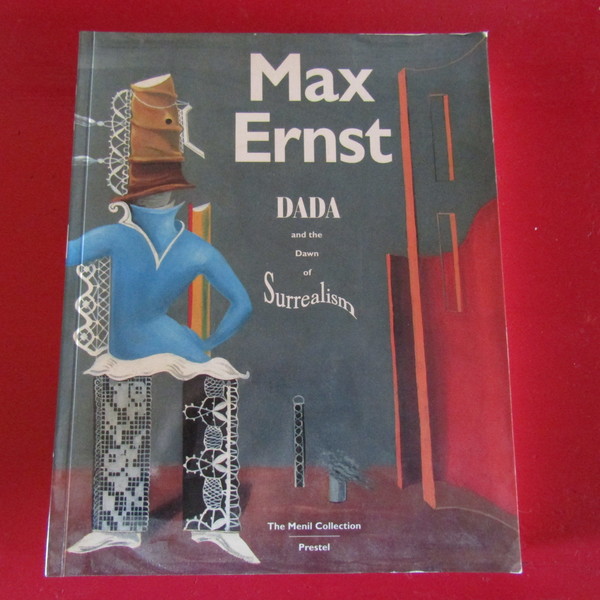 Max
Ernst
DADA
and the
Dawn
of
Surrealism
The Menil Collection
Prestel